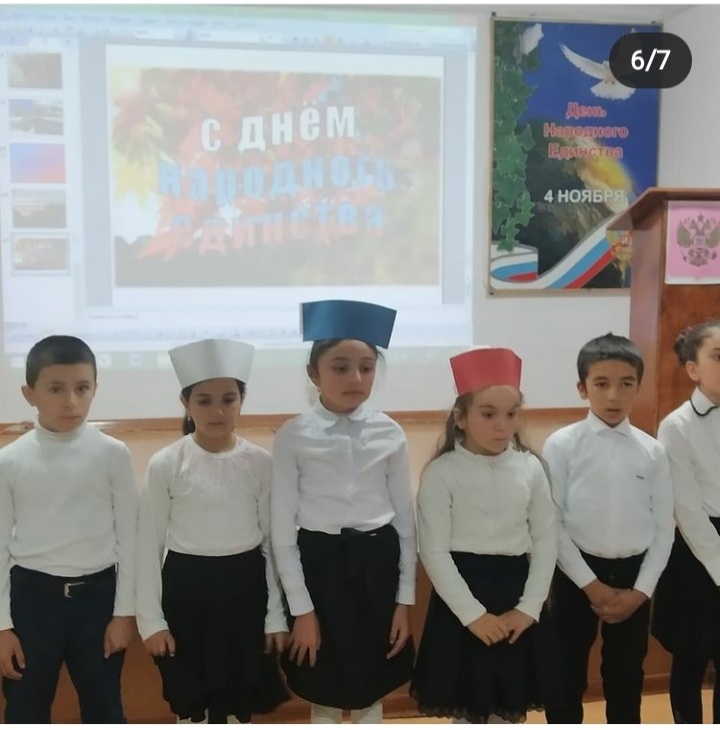 6/7
С ДНЁМ
народного
единства
День
Народного
Единства
4 НОЯБРЯ